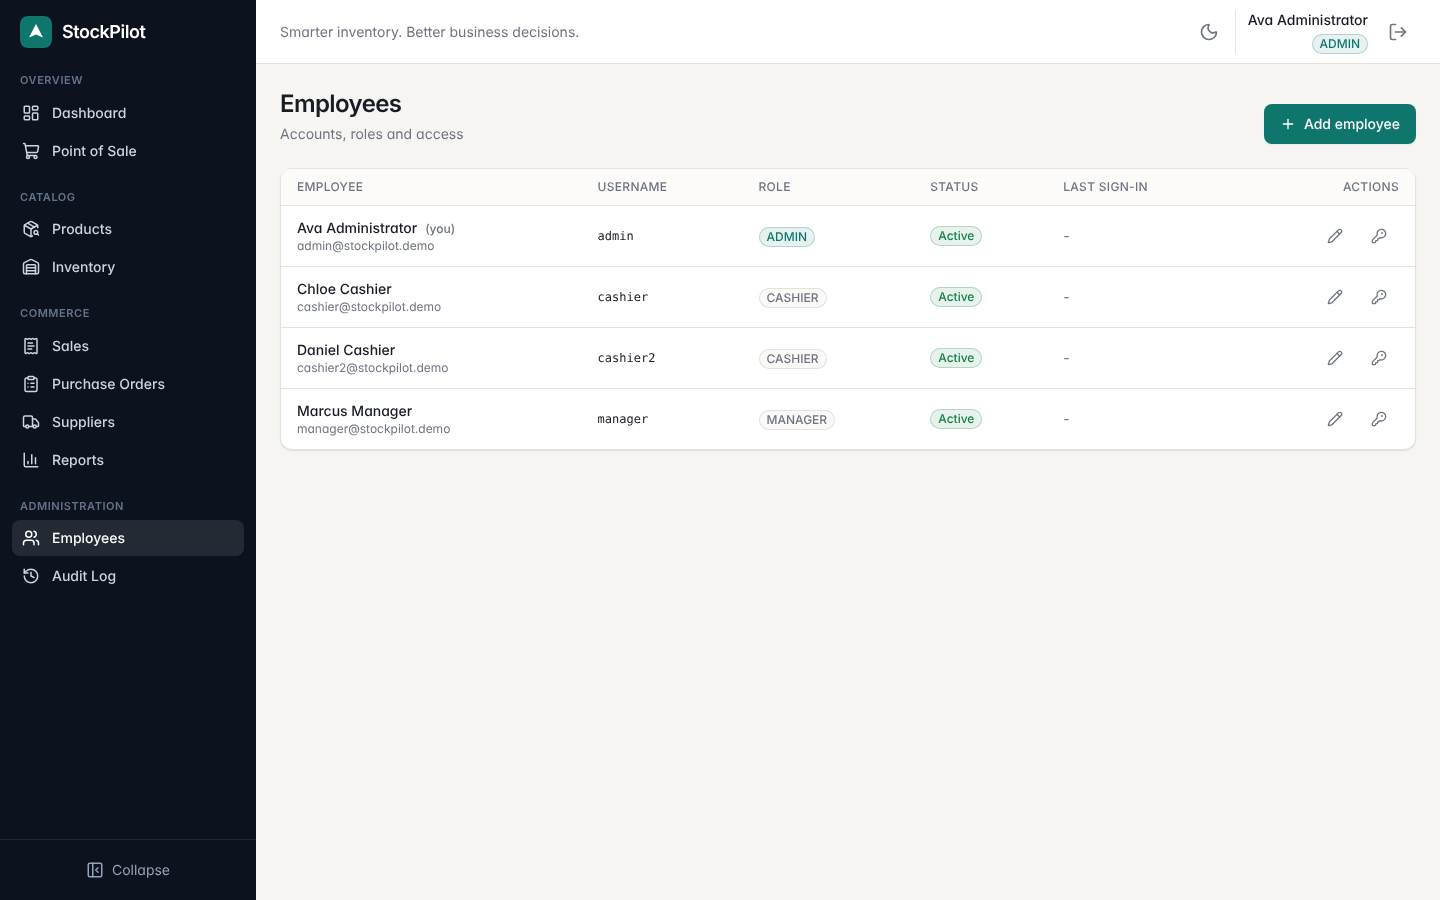 StockPilot
OVERVIEW
Dashboard
Point of Sale
CATALOG
Products
Inventory
COMMERCE
Sales
Purchase Orders
Suppliers
Reports
ADMINISTRATION
Employees
Audit Log
Collapse
Smarter inventory. Better business decisions.
Ava Administrator
ADMIN
Employees
Accounts, roles and access
+ Add employee
EMPLOYEE USERNAME ROLE STATUS LAST SIGN-IN ACTIONS
Ava Administrator (you)
admin@stockpilot.demo
admin ADMIN Active -
Chloe Cashier
cashier@stockpilot.demo
cashier CASHIER Active -
Daniel Cashier
cashier2@stockpilot.demo
cashier2 CASHIER Active -
Marcus Manager
manager@stockpilot.demo
manager MANAGER Active -